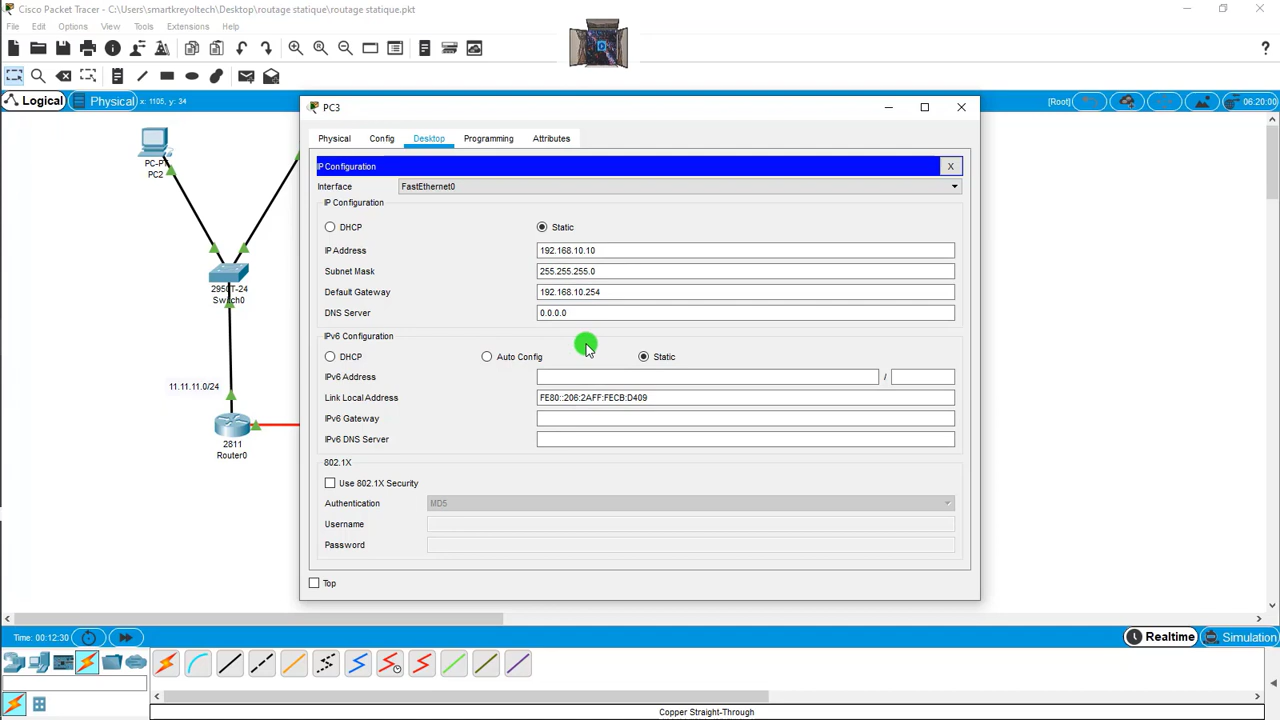 Cisco Packet Tracer - C:\Users\smartkreyoltech\Desktop\routage statique\routage statique.pkt
File Edit Options View Tools Extensions Help
Logical Physical x: 1105, y: 34 [Root] 06:20:00
PC3
Physical Config Desktop Programming Attributes
IP Configuration X
Interface FastEthernet0
IP Configuration
DHCP Static
IP Address 192.168.10.10
Subnet Mask 255.255.255.0
Default Gateway 192.168.10.254
DNS Server 0.0.0.0
IPv6 Configuration
DHCP Auto Config Static
IPv6 Address /
Link Local Address FE80::206:2AFF:FECB:D409
IPv6 Gateway
IPv6 DNS Server
802.1X
Use 802.1X Security
Authentication MD5
Username
Password
Top
PC-PT
PC2
2950T-24
Switch0
11.11.11.0/24
2811
Router0
Time: 00:12:30 Realtime Simulation
Copper Straight-Through